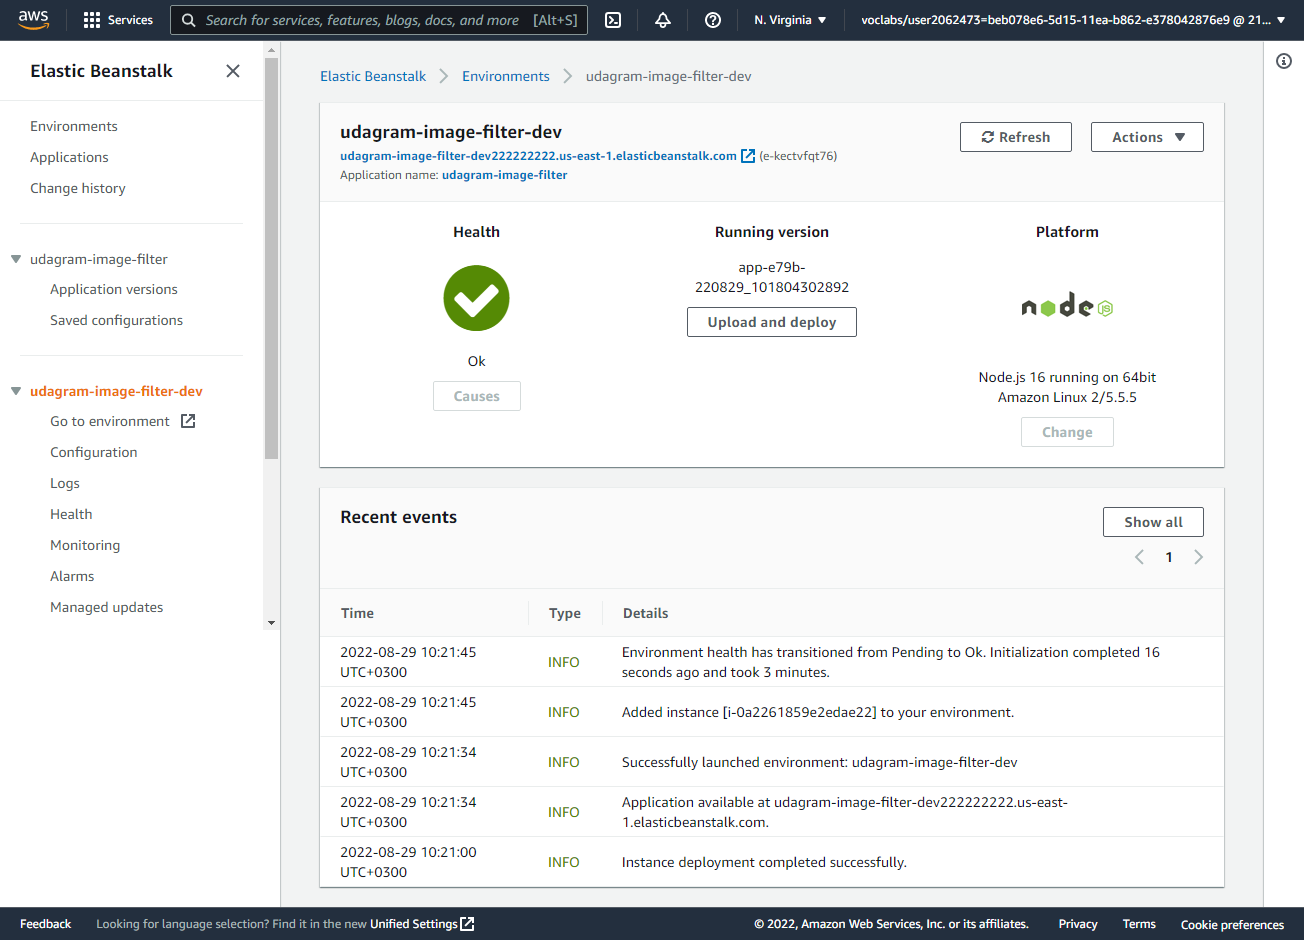 aws
Services
Search for services, features, blogs, docs, and more [Alt+S]
N. Virginia
voclabs/user2062473=beb078e6-5d15-11ea-b862-e378042876e9 @ 21...
Elastic Beanstalk
Environments
Applications
Change history
udagram-image-filter
Application versions
Saved configurations
udagram-image-filter-dev
Go to environment
Configuration
Logs
Health
Monitoring
Alarms
Managed updates
Elastic Beanstalk
Environments
udagram-image-filter-dev
udagram-image-filter-dev
udagram-image-filter-dev222222222.us-east-1.elasticbeanstalk.com (e-kectvfqt76)
Application name: udagram-image-filter
Refresh
Actions
Health
Ok
Causes
Running version
app-e79b-
220829_101804302892
Upload and deploy
Platform
node JS
Node.js 16 running on 64bit
Amazon Linux 2/5.5.5
Change
Recent events
Show all
1
Time Type Details
2022-08-29 10:21:45
UTC+0300
INFO
Environment health has transitioned from Pending to Ok. Initialization completed 16
seconds ago and took 3 minutes.
2022-08-29 10:21:45
UTC+0300
INFO
Added instance [i-0a2261859e2edae22] to your environment.
2022-08-29 10:21:34
UTC+0300
INFO
Successfully launched environment: udagram-image-filter-dev
2022-08-29 10:21:34
UTC+0300
INFO
Application available at udagram-image-filter-dev222222222.us-east-
1.elasticbeanstalk.com.
2022-08-29 10:21:00
UTC+0300
INFO
Instance deployment completed successfully.
Feedback
Looking for language selection? Find it in the new Unified Settings
© 2022, Amazon Web Services, Inc. or its affiliates.
Privacy
Terms
Cookie preferences